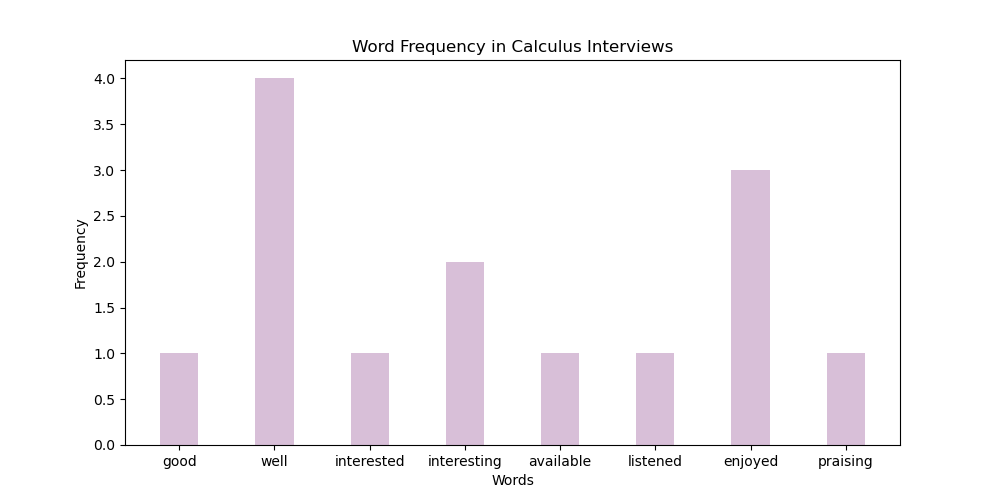 Word Frequency in Calculus Interviews
4.0
3.5
3.0
2.5
2.0
1.5
1.0
0.5
0.0
Frequency
good well interested interesting available listened enjoyed praising
Words